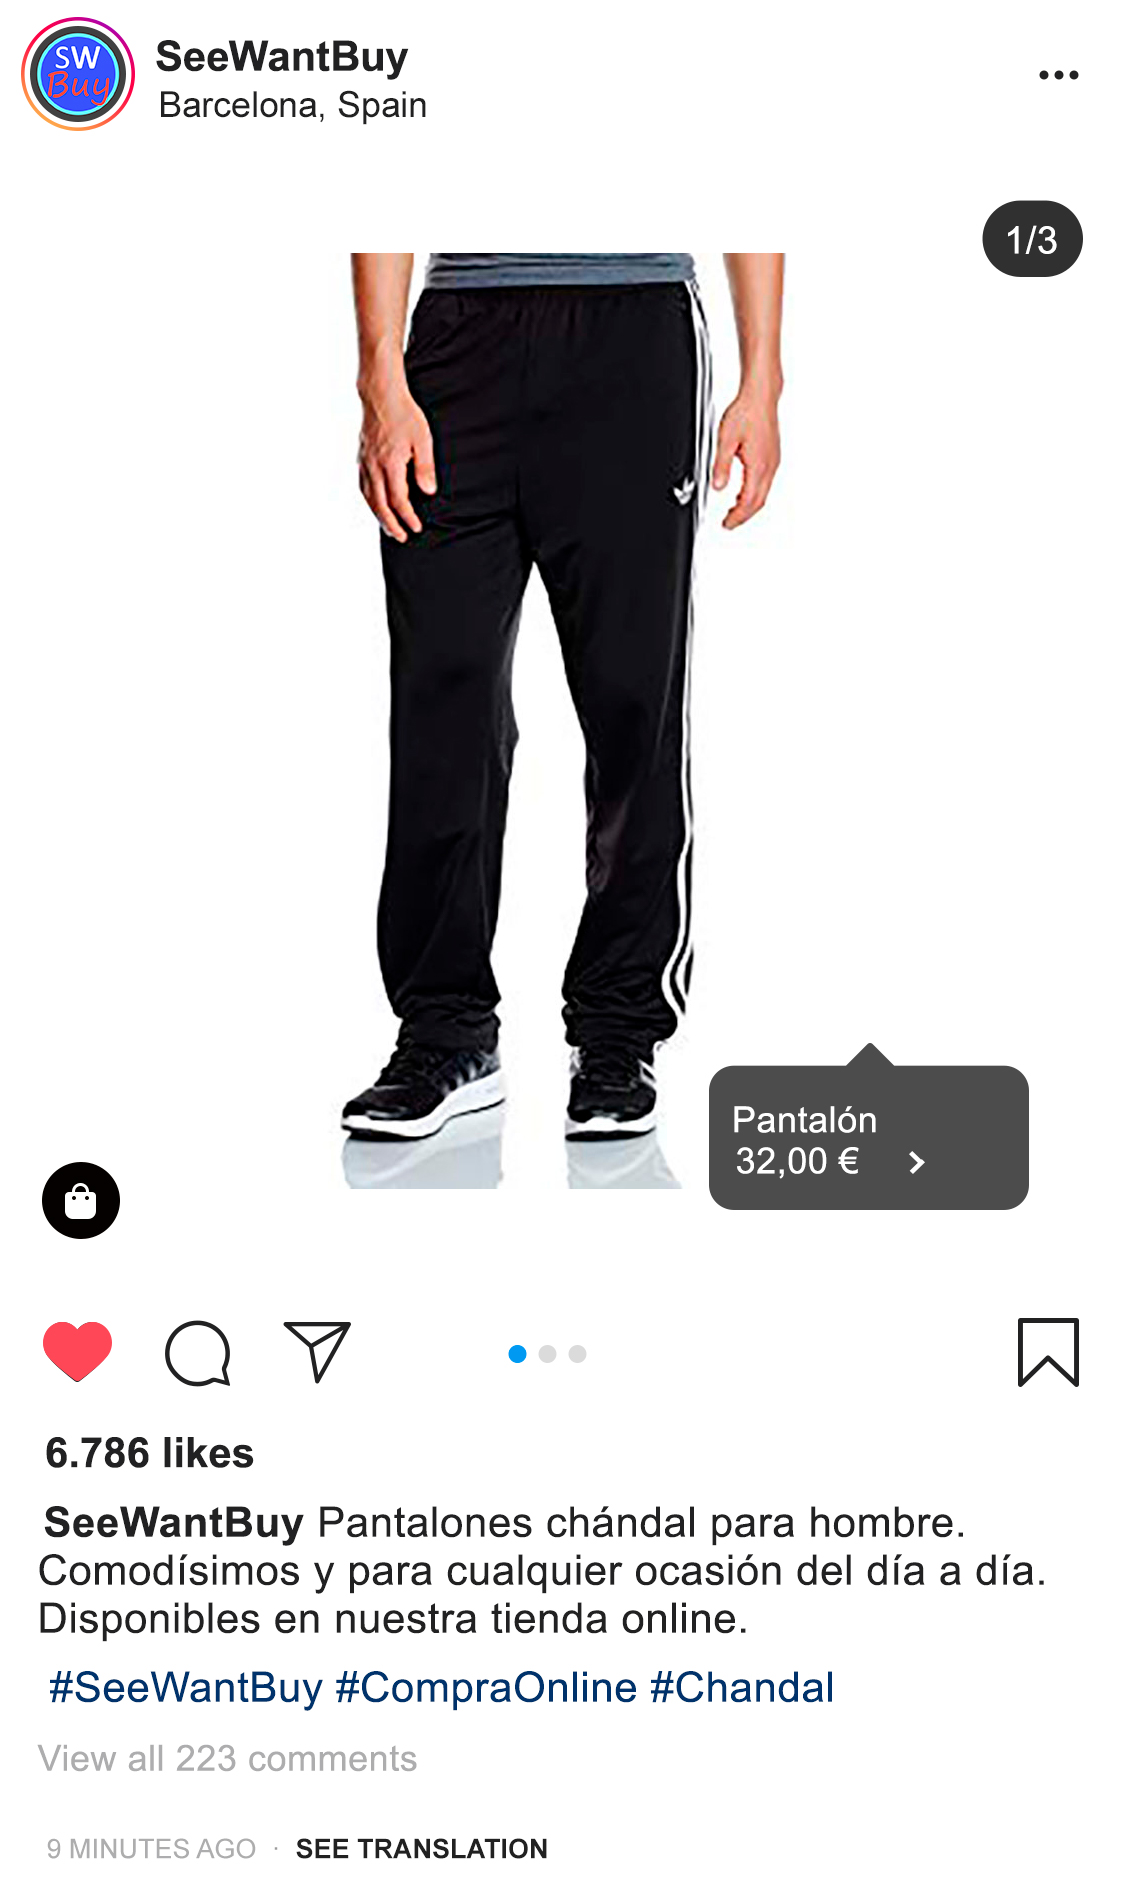 SW
Buy
SeeWantBuy
Barcelona, Spain
1/3
Pantalón
32,00 €
6.786 likes
SeeWantBuy Pantalones chándal para hombre.
Comodísimos y para cualquier ocasión del día a día.
Disponibles en nuestra tienda online.
#SeeWantBuy #CompraOnline #Chandal
View all 223 comments
9 MINUTES AGO · SEE TRANSLATION